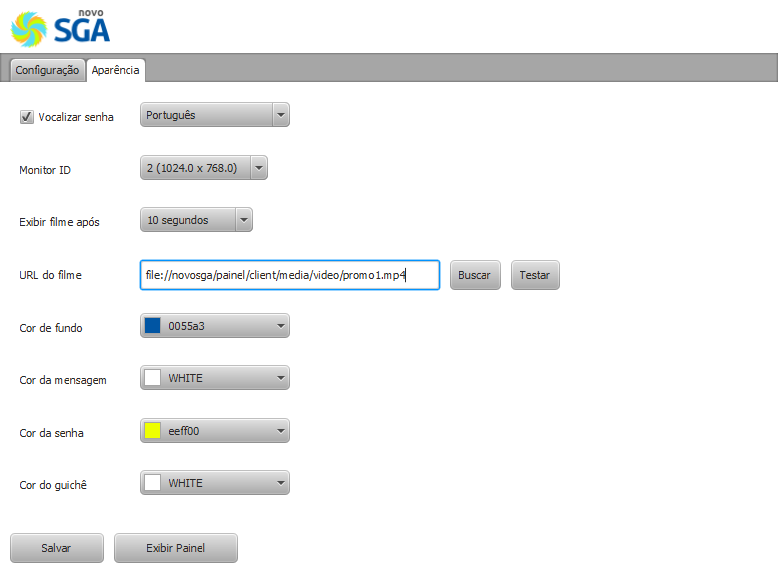 novo
SGA
Configuração Aparência
Vocalizar senha Português
Monitor ID 2 (1024.0 x 768.0)
Exibir filme após 10 segundos
URL do filme file://novosga/painel/client/media/video/promo1.mp4 Buscar Testar
Cor de fundo 0055a3
Cor da mensagem WHITE
Cor da senha eeff00
Cor do guichê WHITE
Salvar Exibir Painel